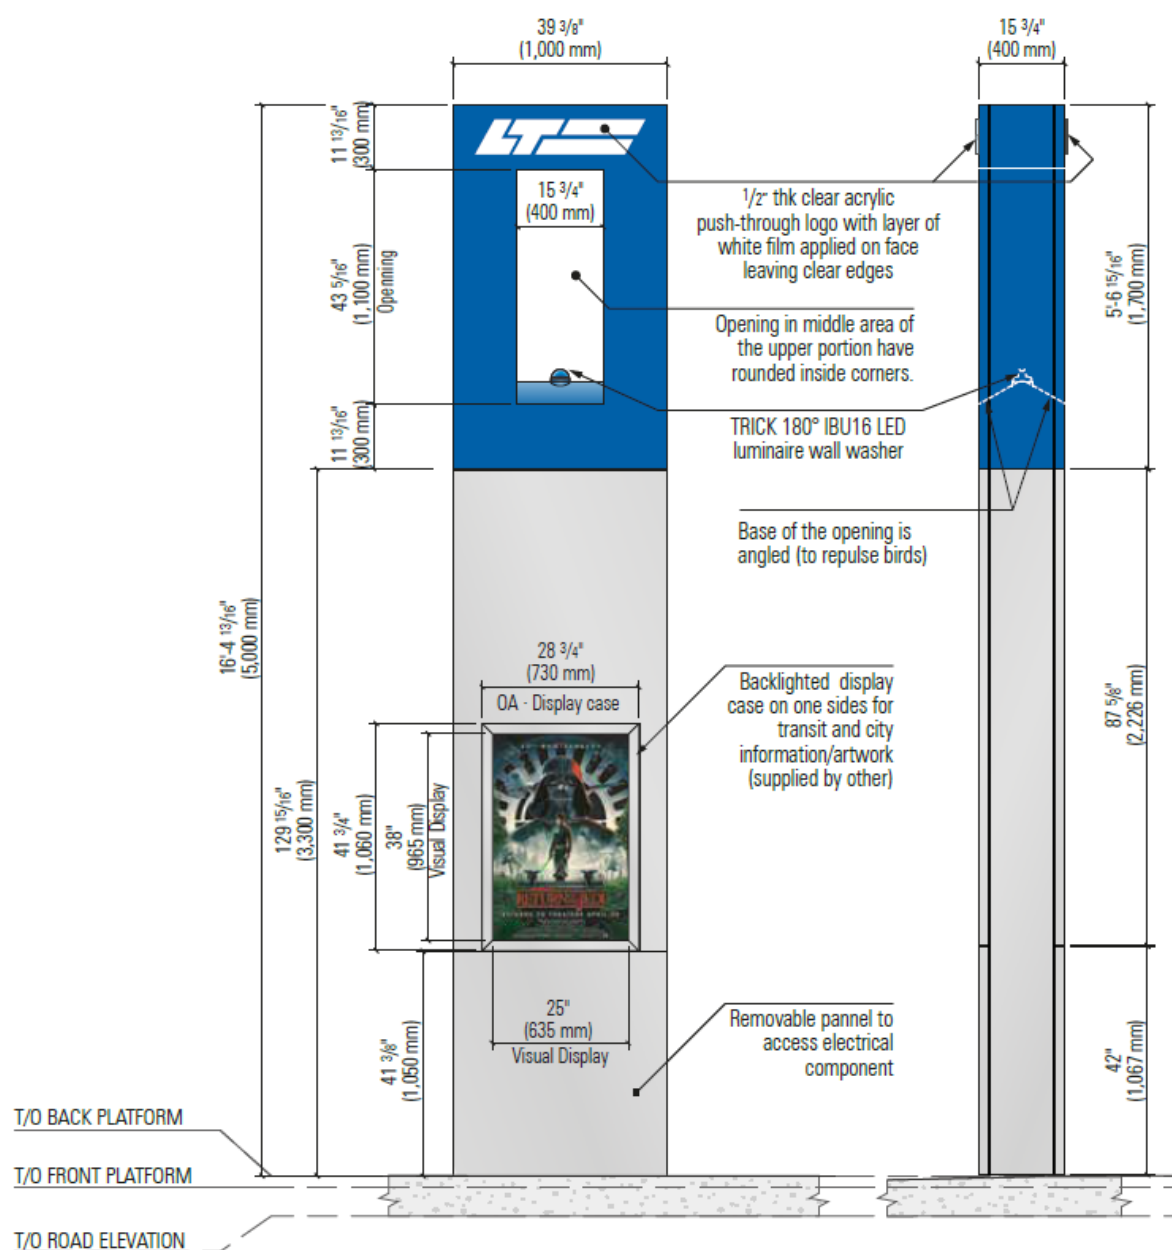 39 3/8"
(1,000 mm)
15 3/4"
(400 mm)
11 13/16"
(300 mm)
LTD
15 3/4"
(400 mm)
1/2" thk clear acrylic
push-through logo with layer of
white film applied on face
leaving clear edges
43 5/16"
(1,100 mm)
Openning
5'-6 15/16"
(1,700 mm)
Opening in middle area of
the upper portion have
rounded inside corners.
11 13/16"
(300 mm)
TRICK 180° IBU16 LED
luminaire wall washer
Base of the opening is
angled (to repulse birds)
16'-4 13/16"
(5,000 mm)
28 3/4"
(730 mm)
OA - Display case
Backlighted display
case on one sides for
transit and city
information/artwork
(supplied by other)
87 5/8"
(2,226 mm)
129 15/16"
(3,300 mm)
41 3/4"
(1,060 mm)
38"
(965 mm)
Visual Display
RETURN OF THE JEDI
25"
(635 mm)
Visual Display
Removable pannel to
access electrical
component
41 3/8"
(1,050 mm)
42"
(1,067 mm)
T/O BACK PLATFORM
T/O FRONT PLATFORM
T/O ROAD ELEVATION